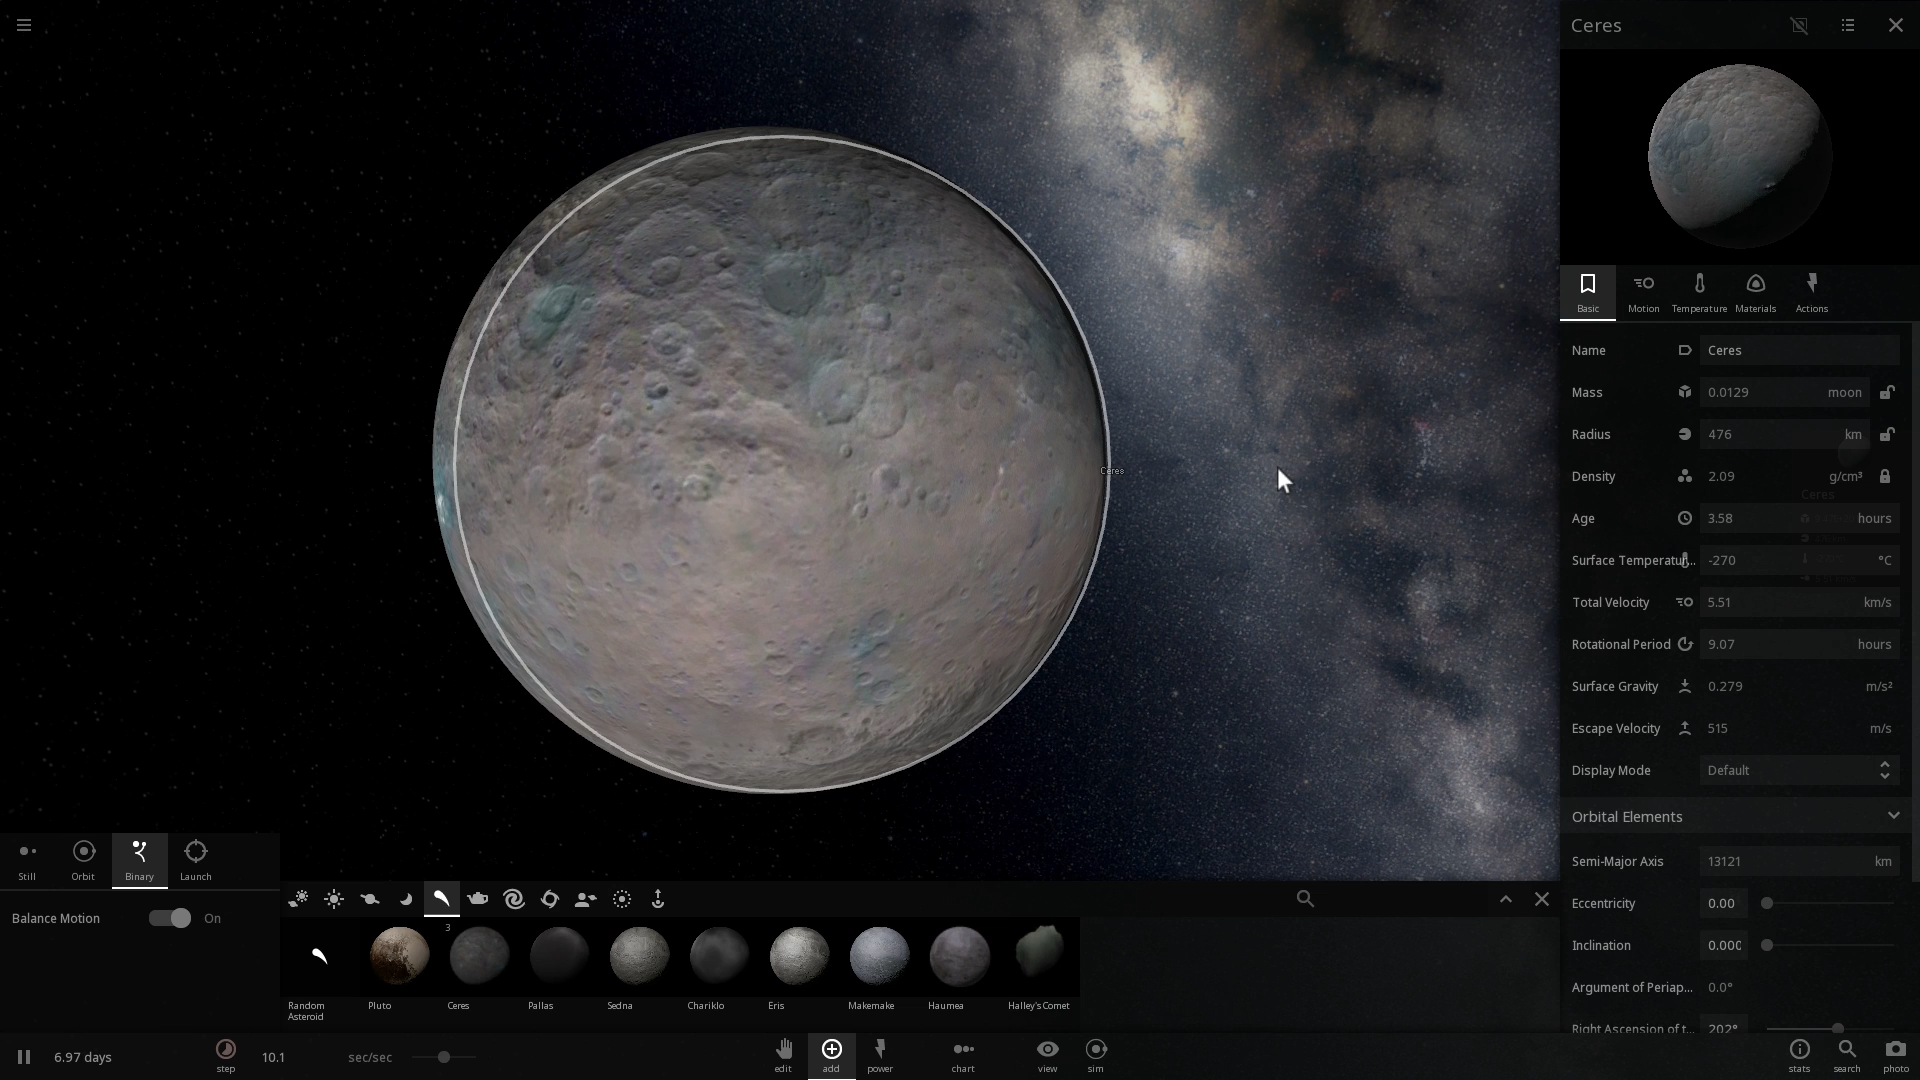 Ceres
Basic
Motion
Temperature
Materials
Actions
Name Ceres
Mass 0.0129 moon
Radius 476 km
Density 2.09 g/cm³
Age 3.58 hours
Surface Temperatur... -270 °C
Total Velocity 5.51 km/s
Rotational Period 9.07 hours
Surface Gravity 0.279 m/s²
Escape Velocity 515 m/s
Display Mode Default
Orbital Elements
Semi-Major Axis 13121 km
Eccentricity 0.00
Inclination 0.000
Argument of Periap... 0.0°
Right Ascension of t... 202°
Ceres
Ceres
Still
Orbit
Binary
Launch
Balance Motion On
3
Random
Asteroid
Pluto
Ceres
Pallas
Sedna
Chariklo
Eris
Makemake
Haumea
Halley's Comet
6.97 days
step
10.1 sec/sec
edit
add
power
chart
view
sim
stats
search
photo